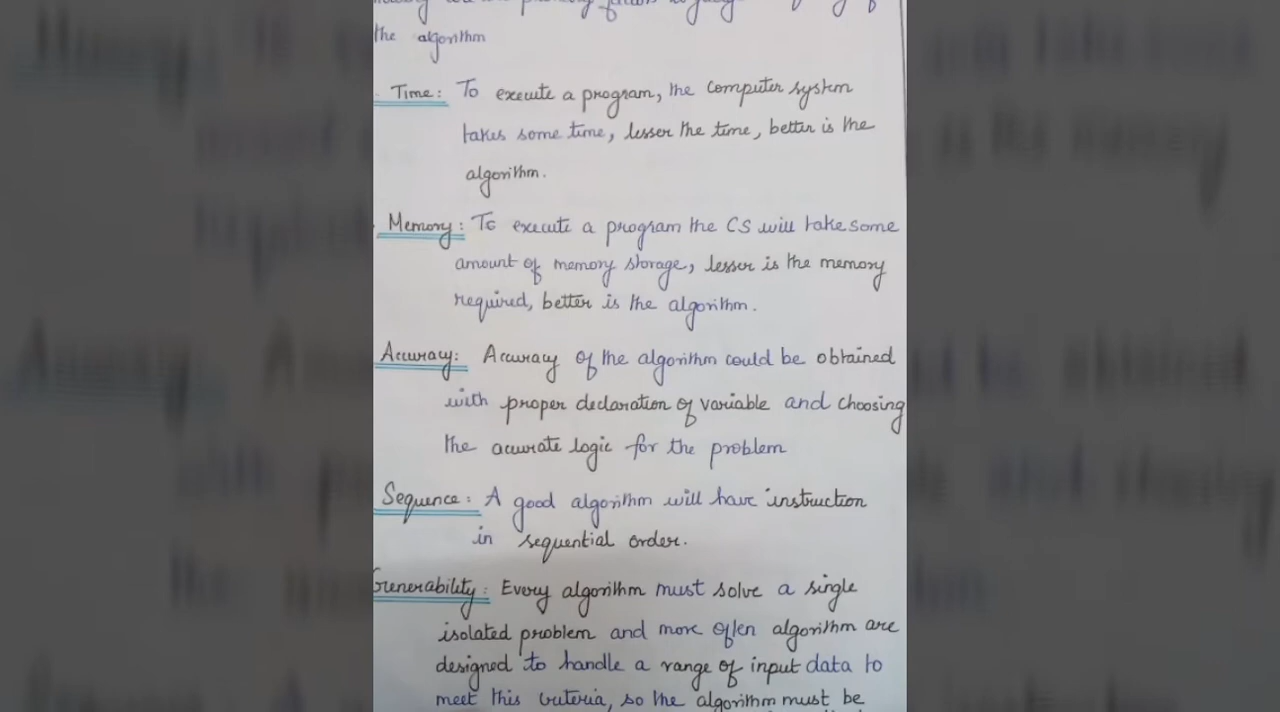 the algorithm
Time: To execute a program, the computer system
takes some time, lesser the time, better is the
algorithm.
Memory: To execute a program the CS will take some
amount of memory storage, lesser is the memory
required, better is the algorithm.
Accuracy: Accuracy of the algorithm could be obtained
with proper declaration of variable and choosing
the accurate logic for the problem
Sequence: A good algorithm will have instruction
in sequential order.
Generability: Every algorithm must solve a single
isolated problem and more often algorithm are
designed to handle a range of input data to
meet this criteria, so the algorithm must be